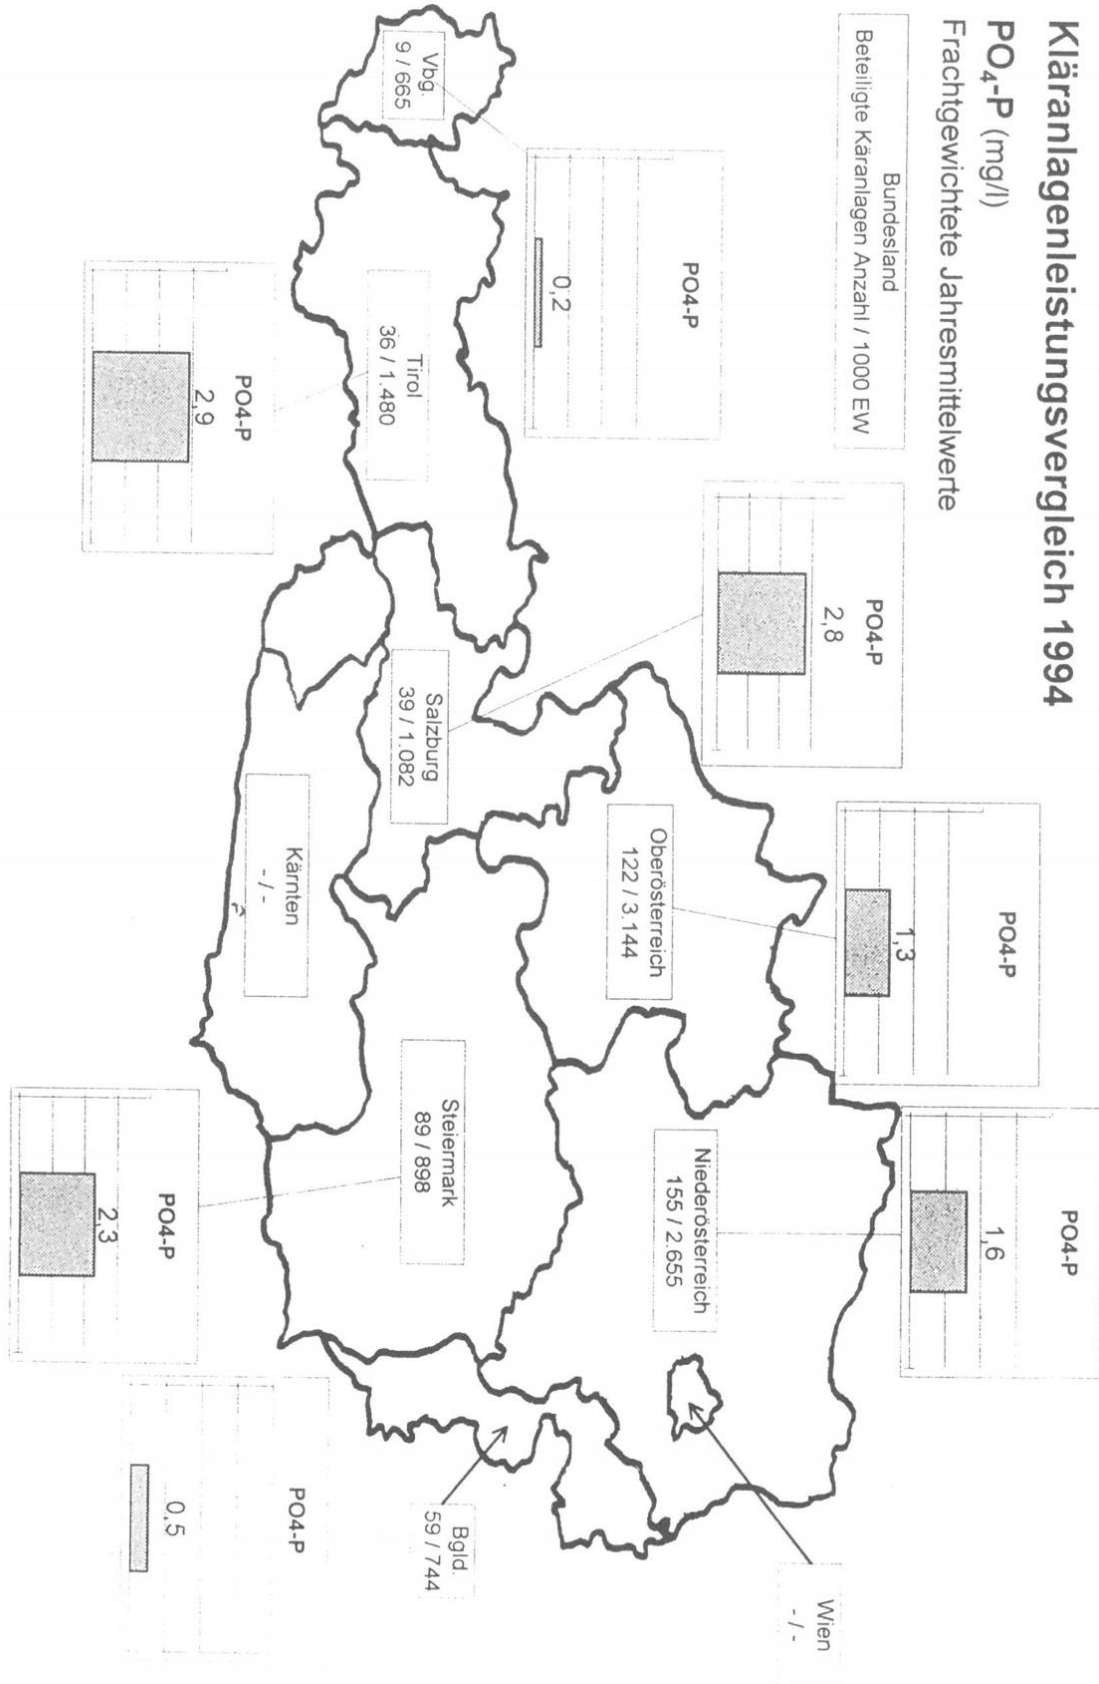 Kläranlagenleistungsvergleich 1994
PO₄-P (mg/l)
Frachtgewichtete Jahresmittelwerte
Bundesland
Beteiligte Käranlagen Anzahl / 1000 EW
PO4-P
0,2
Vbg.
9 / 665
PO4-P
2,8
Tirol
36 / 1.480
PO4-P
2,9
Salzburg
39 / 1.082
PO4-P
1,3
Oberösterreich
122 / 3.144
Kärnten
- / -
PO4-P
1,6
Niederösterreich
155 / 2.655
Steiermark
89 / 898
PO4-P
2,3
Wien
- / -
Bgld.
59 / 744
PO4-P
0,5